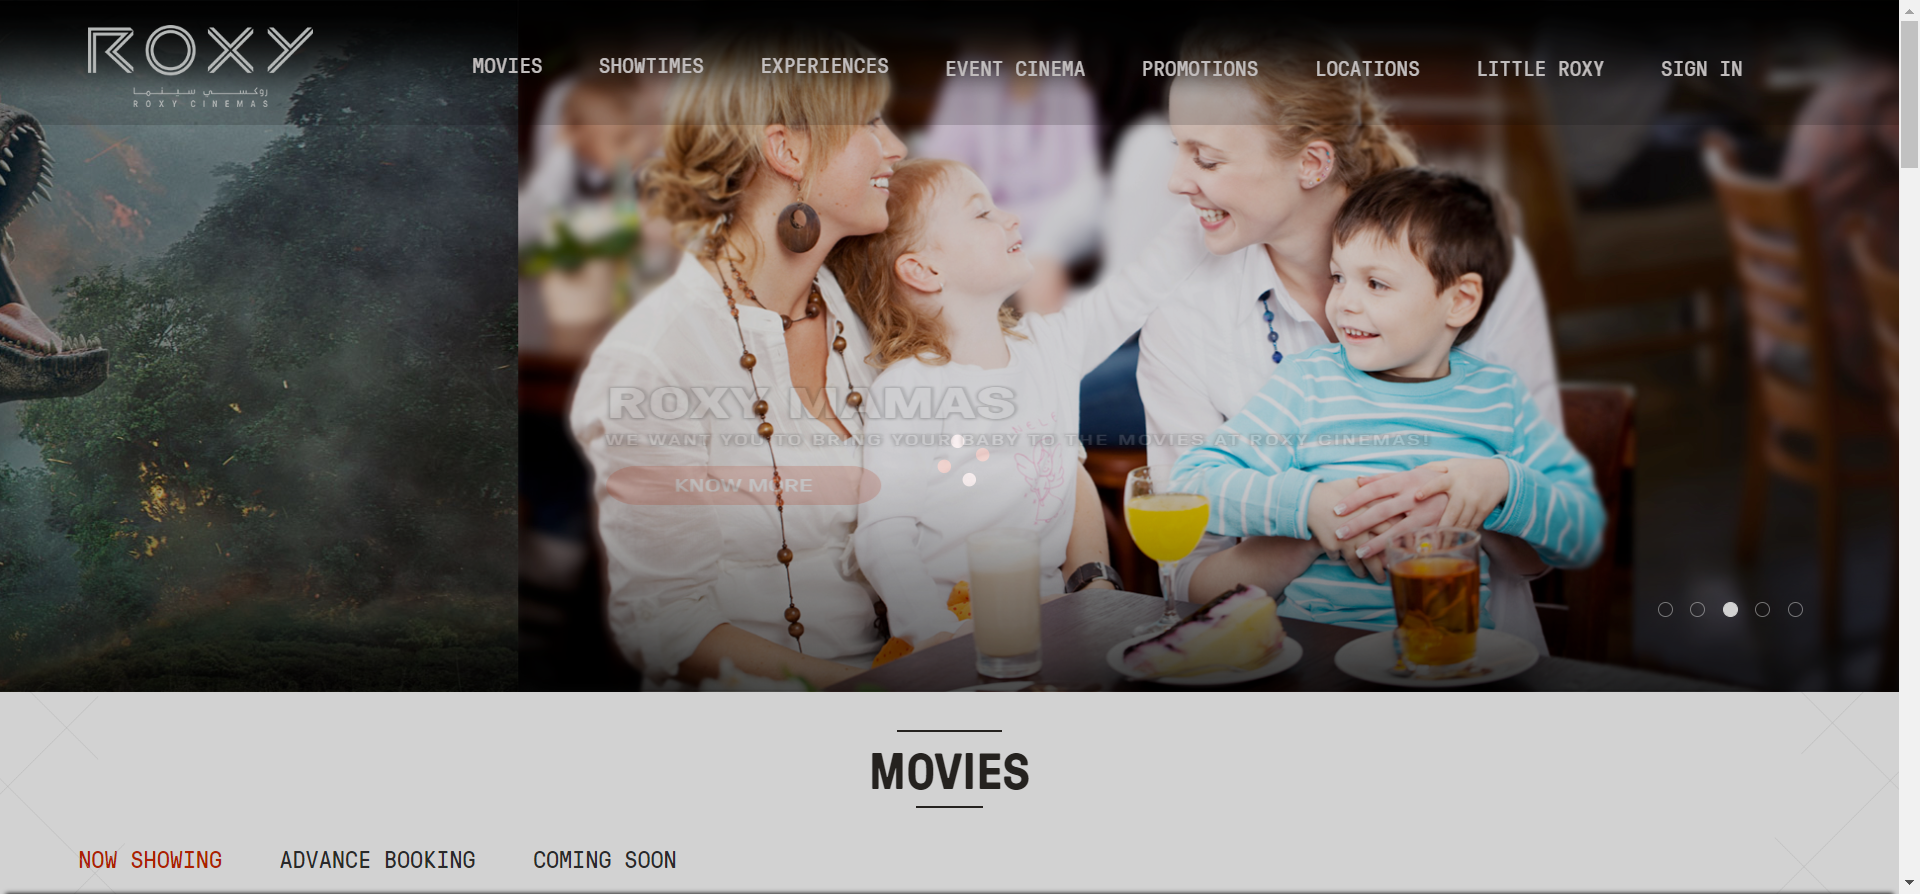 ROXY
روكسي سينما
ROXY CINEMAS
MOVIES
SHOWTIMES
EXPERIENCES
EVENT CINEMA
PROMOTIONS
LOCATIONS
LITTLE ROXY
SIGN IN
ROXY MAMAS
WE WANT YOU TO BRING YOUR BABY TO THE MOVIES AT ROXY CINEMAS!
KNOW MORE
MOVIES
NOW SHOWING
ADVANCE BOOKING
COMING SOON